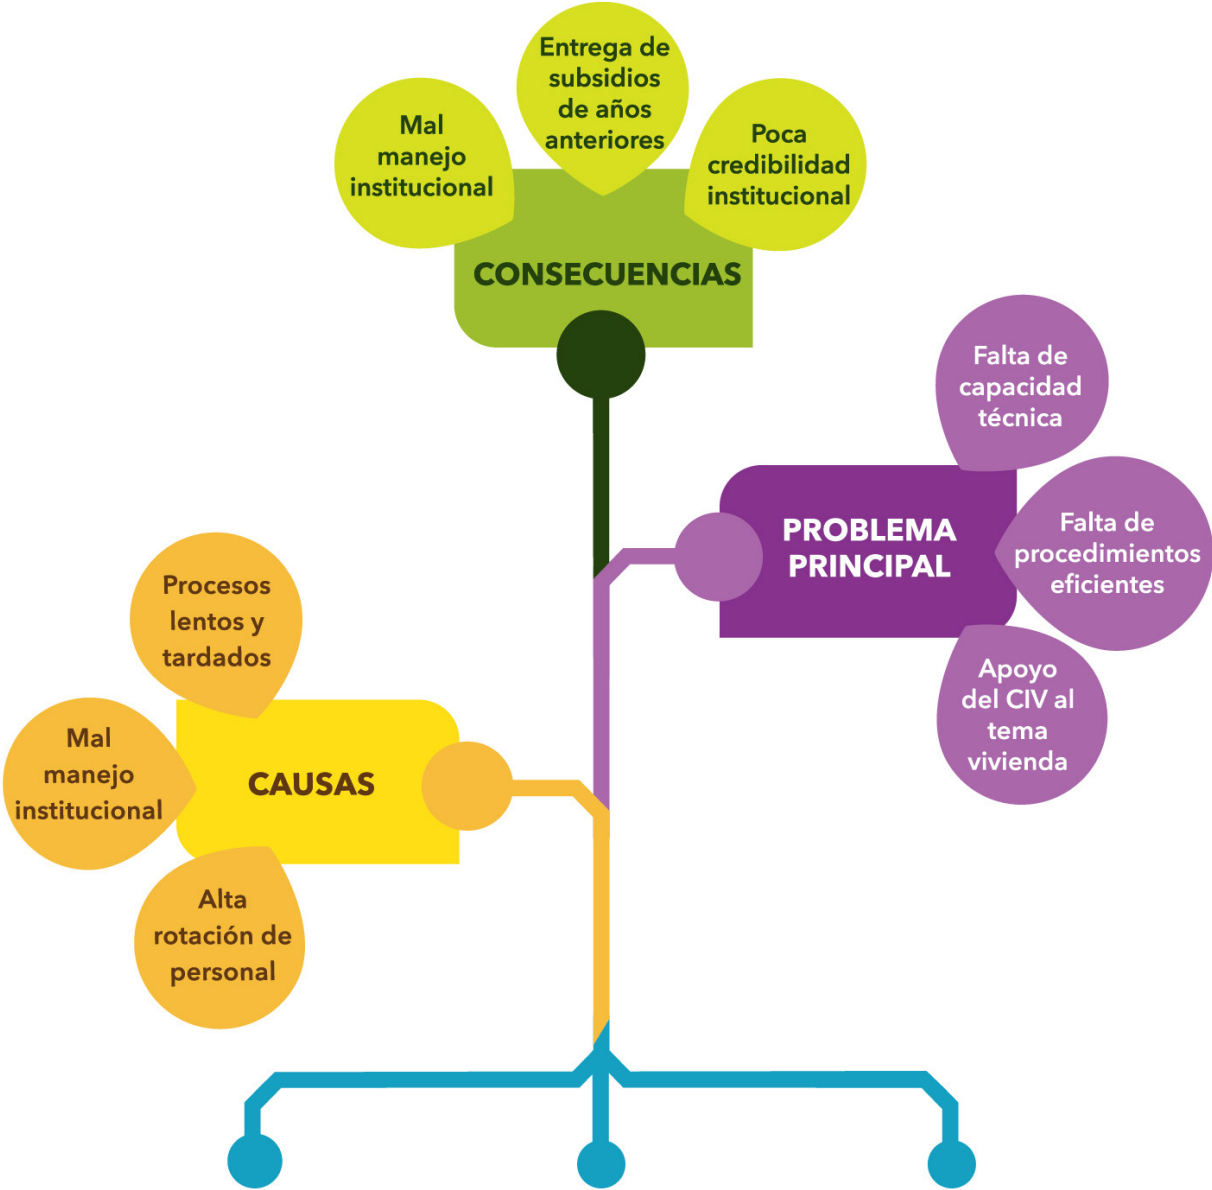 Entrega de
subsidios
de años
anteriores
Mal
manejo
institucional
Poca
credibilidad
institucional
CONSECUENCIAS
Falta de
capacidad
técnica
PROBLEMA
PRINCIPAL
Falta de
procedimientos
eficientes
Apoyo
del CIV al
tema
vivienda
Procesos
lentos y
tardados
Mal
manejo
institucional
CAUSAS
Alta
rotación de
personal